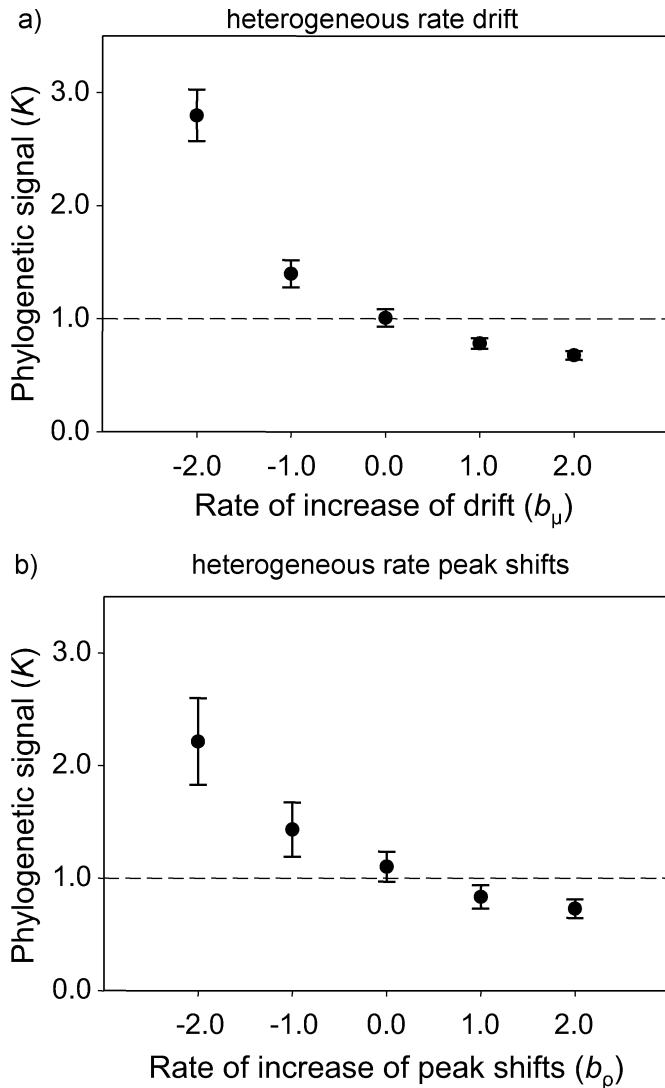 a)
heterogeneous rate drift
Phylogenetic signal (K)
3.0
2.0
1.0
0.0
-2.0 -1.0 0.0 1.0 2.0
Rate of increase of drift (bμ)
b)
heterogeneous rate peak shifts
Phylogenetic signal (K)
3.0
2.0
1.0
0.0
-2.0 -1.0 0.0 1.0 2.0
Rate of increase of peak shifts (bρ)